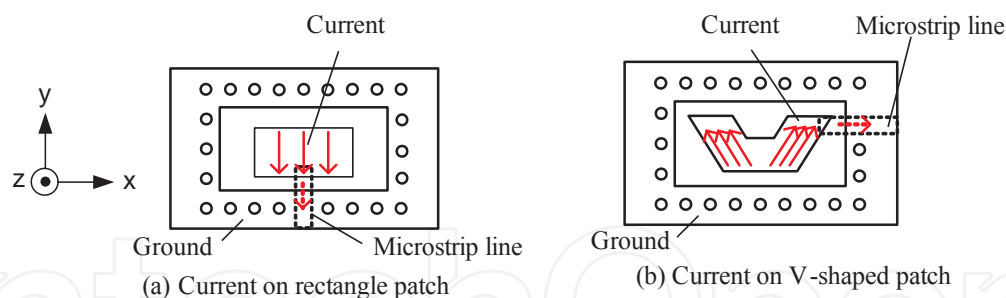 Current
y
z
x
Ground
Microstrip line
(a) Current on rectangle patch
Current
Microstrip line
Ground
(b) Current on V-shaped patch